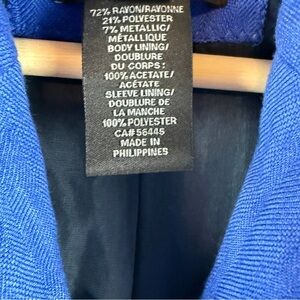 72% RAYON/RAYONNE
21% POLYESTER
7% METALLIC/
MÉTALLIQUE
BODY LINING/
DOUBLURE
DU CORPS:
100% ACETATE/
ACÉTATE
SLEEVE LINING/
DOUBLURE DE
LA MANCHE
100% POLYESTER
CA# 56445
MADE IN
PHILIPPINES